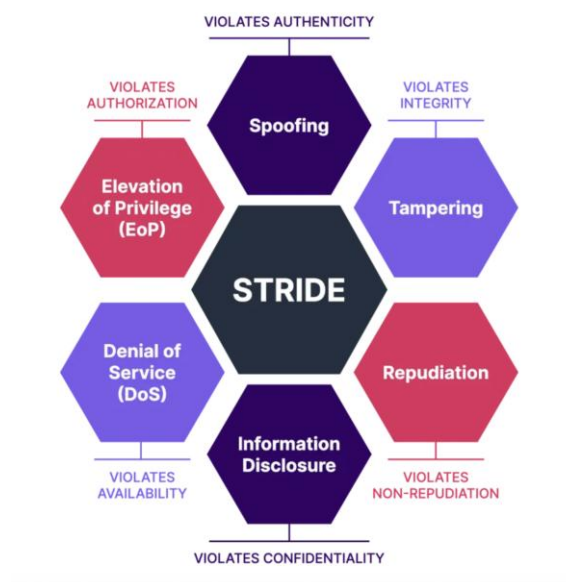 VIOLATES AUTHENTICITY
Spoofing
VIOLATES
INTEGRITY
Tampering
Repudiation
VIOLATES
NON-REPUDIATION
Information
Disclosure
VIOLATES CONFIDENTIALITY
Denial of
Service
(DoS)
VIOLATES
AVAILABILITY
VIOLATES
AUTHORIZATION
Elevation
of Privilege
(EoP)
STRIDE